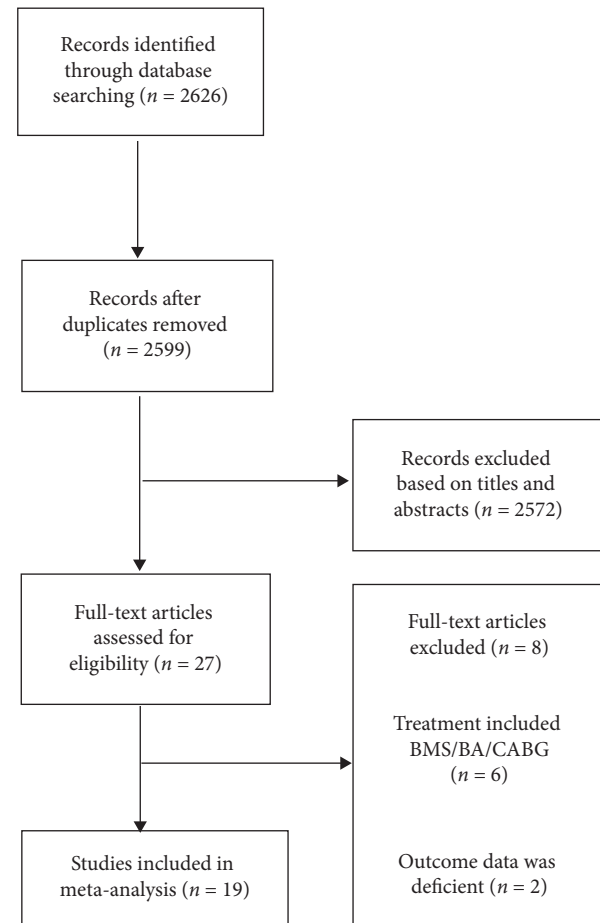 Records identified
through database
searching (n = 2626)
Records after
duplicates removed
(n = 2599)
Records excluded
based on titles and
abstracts (n = 2572)
Full-text articles
assessed for
eligibility (n = 27)
Full-text articles
excluded (n = 8)
Treatment included
BMS/BA/CABG
(n = 6)
Outcome data was
deficient (n = 2)
Studies included in
meta-analysis (n = 19)